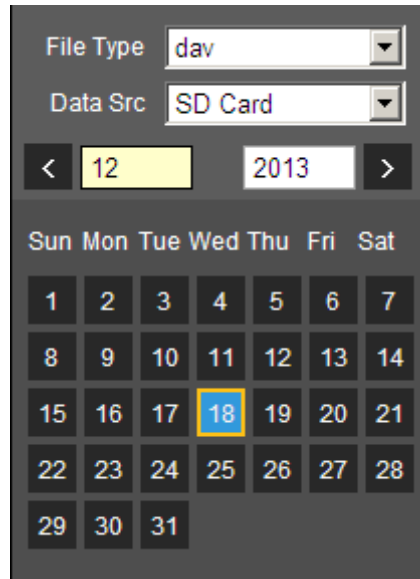 File Type dav
Data Src SD Card
< 12 2013 >
Sun Mon Tue Wed Thu Fri Sat
1 2 3 4 5 6 7
8 9 10 11 12 13 14
15 16 17 18 19 20 21
22 23 24 25 26 27 28
29 30 31